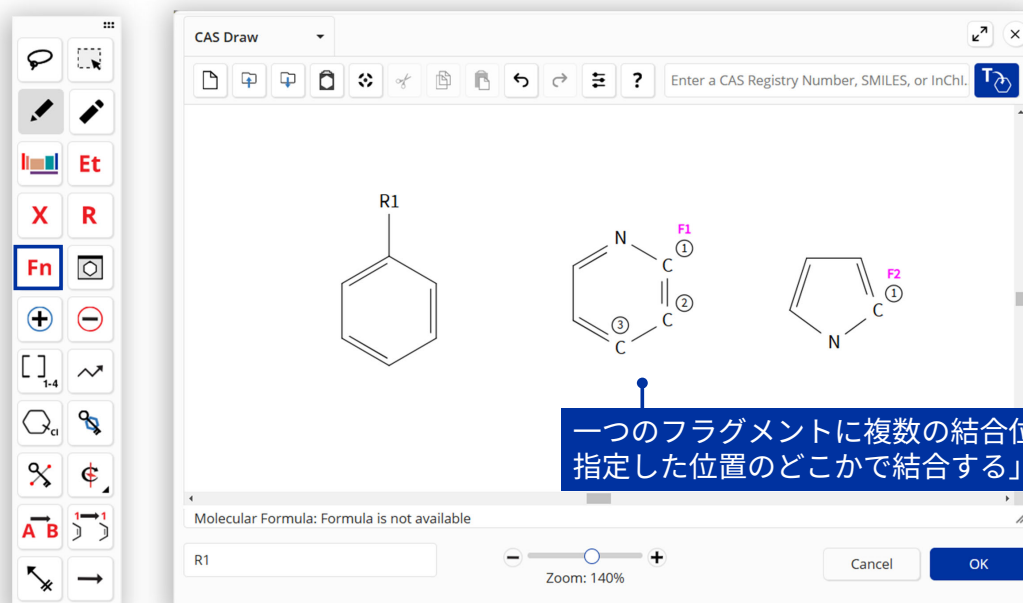 CAS Draw
Enter a CAS Registry Number, SMILES, or InChI.
Et
X R
Fn
1-4
Cl
A B
1 1
R1
N
C
F1
1
2
C
3
C
F2
1
C
N
一つのフラグメントに複数の結合
指定した位置のどこかで結合する」
Molecular Formula: Formula is not available
R1
Zoom: 140%
Cancel
OK